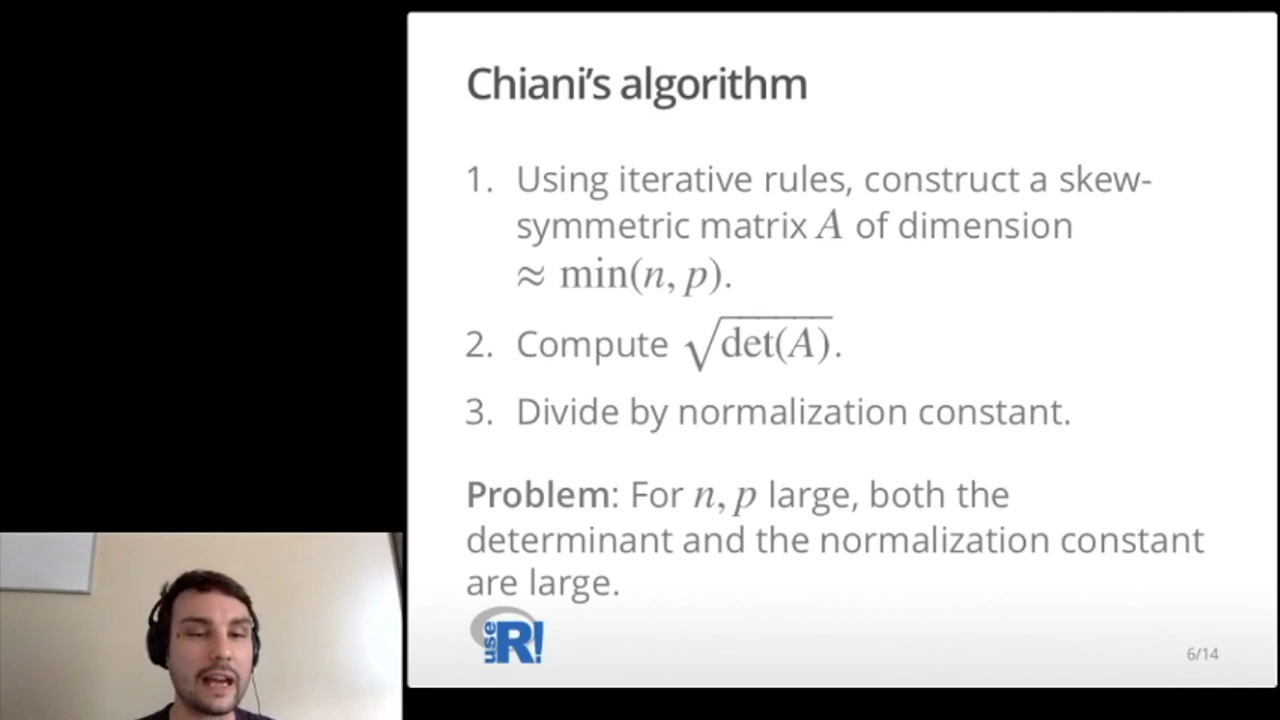 Chiani's algorithm
1. Using iterative rules, construct a skew-
symmetric matrix A of dimension
≈ min(n, p).
2. Compute √det(A).
3. Divide by normalization constant.
Problem: For n, p large, both the
determinant and the normalization constant
are large.
use R!
6/14